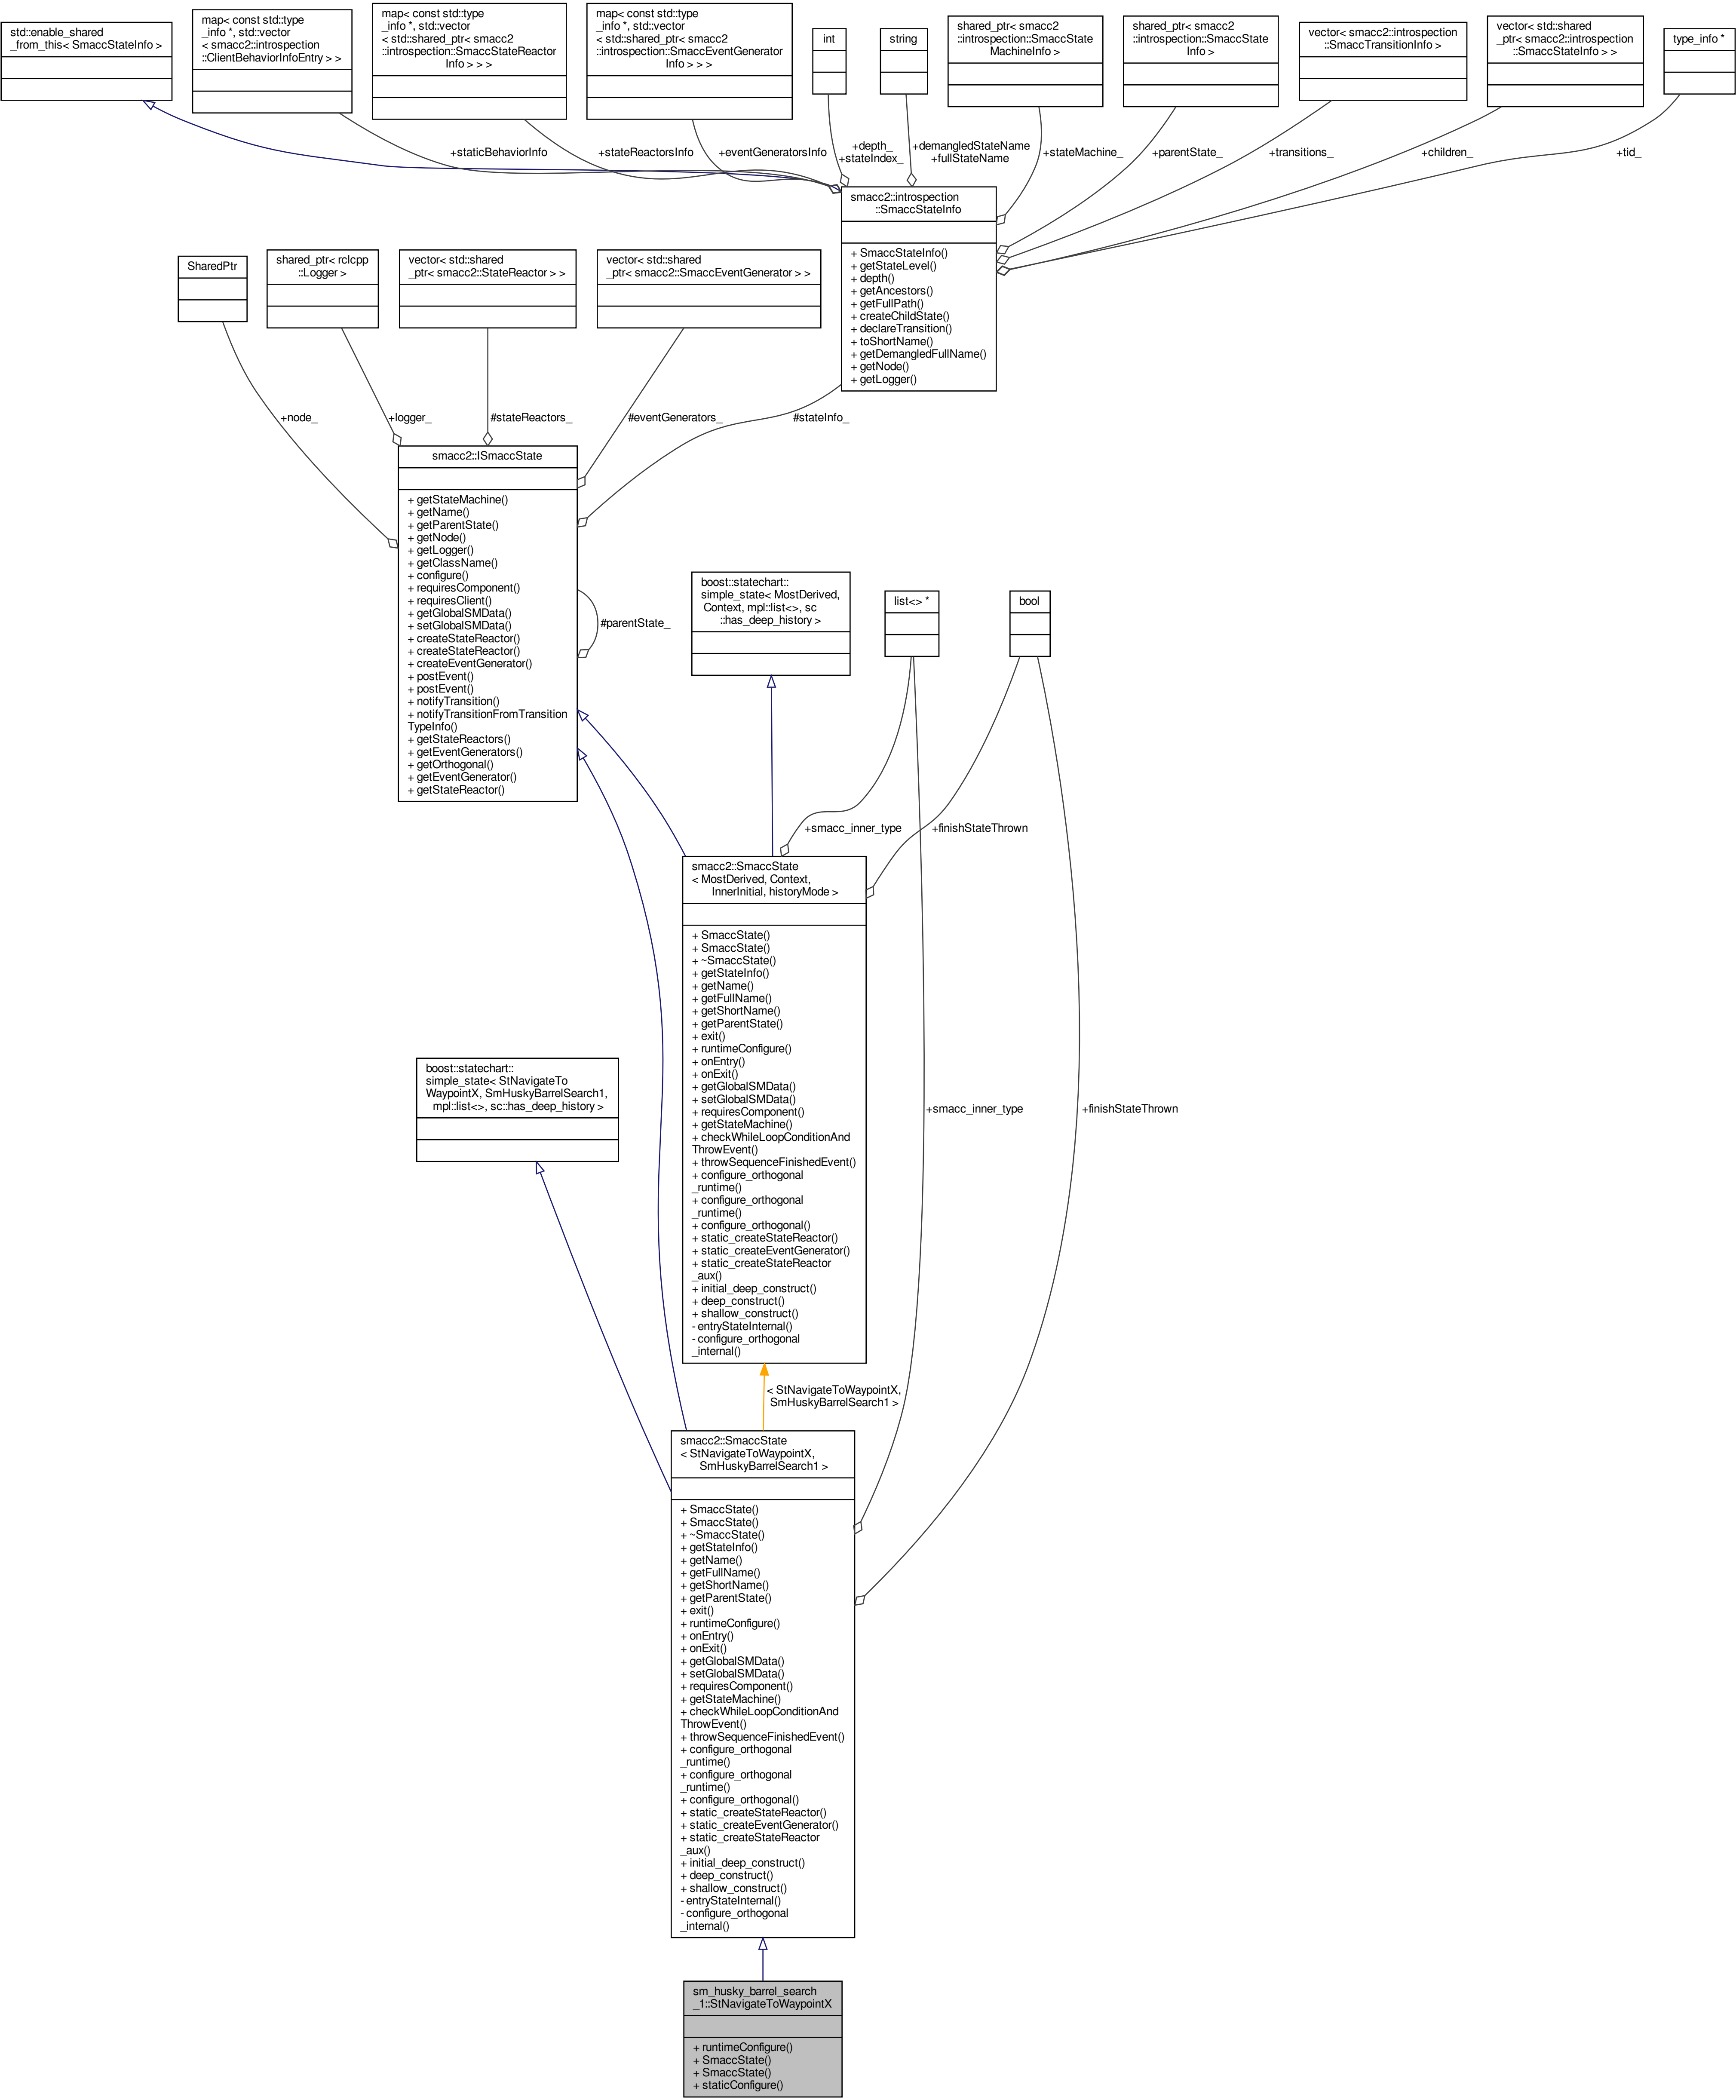 std::enable_shared
_from_this< SmaccStateInfo >
map< const std::type
_info *, std::vector
< smacc2::introspection
::ClientBehaviorInfoEntry > >
map< const std::type
_info *, std::vector
< std::shared_ptr< smacc2
::introspection::SmaccStateReactor
Info > > >
map< const std::type
_info *, std::vector
< std::shared_ptr< smacc2
::introspection::SmaccEventGenerator
Info > > >
int
string
shared_ptr< smacc2
::introspection::SmaccState
MachineInfo >
shared_ptr< smacc2
::introspection::SmaccState
Info >
vector< smacc2::introspection
::SmaccTransitionInfo >
vector< std::shared
_ptr< smacc2::introspection
::SmaccStateInfo > >
type_info *
+staticBehaviorInfo
+stateReactorsInfo
+eventGeneratorsInfo
+depth_
+stateIndex_
+demangledStateName
+fullStateName
+stateMachine_
+parentState_
+transitions_
+children_
+tid_
smacc2::introspection
::SmaccStateInfo
+ SmaccStateInfo()
+ getStateLevel()
+ depth()
+ getAncestors()
+ getFullPath()
+ createChildState()
+ declareTransition()
+ toShortName()
+ getDemangledFullName()
+ getNode()
+ getLogger()
SharedPtr
shared_ptr< rclcpp
::Logger >
vector< std::shared
_ptr< smacc2::StateReactor > >
vector< std::shared
_ptr< smacc2::SmaccEventGenerator > >
+node_
+logger_
#stateReactors_
#eventGenerators_
#stateInfo_
smacc2::ISmaccState
+ getStateMachine()
+ getName()
+ getParentState()
+ getNode()
+ getLogger()
+ getClassName()
+ configure()
+ requiresComponent()
+ requiresClient()
+ getGlobalSMData()
+ setGlobalSMData()
+ createStateReactor()
+ createStateReactor()
+ createEventGenerator()
+ postEvent()
+ postEvent()
+ notifyTransition()
+ notifyTransitionFromTransition
TypeInfo()
+ getStateReactors()
+ getEventGenerators()
+ getOrthogonal()
+ getEventGenerator()
+ getStateReactor()
#parentState_
boost::statechart::
simple_state< MostDerived,
Context, mpl::list<>, sc
::has_deep_history >
list<> *
bool
+smacc_inner_type
+finishStateThrown
smacc2::SmaccState
< MostDerived, Context,
InnerInitial, historyMode >
+ SmaccState()
+ SmaccState()
+ ~SmaccState()
+ getStateInfo()
+ getName()
+ getFullName()
+ getShortName()
+ getParentState()
+ exit()
+ runtimeConfigure()
+ onEntry()
+ onExit()
+ getGlobalSMData()
+ setGlobalSMData()
+ requiresComponent()
+ getStateMachine()
+ checkWhileLoopConditionAnd
ThrowEvent()
+ throwSequenceFinishedEvent()
+ configure_orthogonal
_runtime()
+ configure_orthogonal
_runtime()
+ configure_orthogonal()
+ static_createStateReactor()
+ static_createEventGenerator()
+ static_createStateReactor
_aux()
+ initial_deep_construct()
+ deep_construct()
+ shallow_construct()
- entryStateInternal()
- configure_orthogonal
_internal()
boost::statechart::
simple_state< StNavigateTo
WaypointX, SmHuskyBarrelSearch1,
mpl::list<>, sc::has_deep_history >
+smacc_inner_type
+finishStateThrown
< StNavigateToWaypointX,
SmHuskyBarrelSearch1 >
smacc2::SmaccState
< StNavigateToWaypointX,
SmHuskyBarrelSearch1 >
+ SmaccState()
+ SmaccState()
+ ~SmaccState()
+ getStateInfo()
+ getName()
+ getFullName()
+ getShortName()
+ getParentState()
+ exit()
+ runtimeConfigure()
+ onEntry()
+ onExit()
+ getGlobalSMData()
+ setGlobalSMData()
+ requiresComponent()
+ getStateMachine()
+ checkWhileLoopConditionAnd
ThrowEvent()
+ throwSequenceFinishedEvent()
+ configure_orthogonal
_runtime()
+ configure_orthogonal
_runtime()
+ configure_orthogonal()
+ static_createStateReactor()
+ static_createEventGenerator()
+ static_createStateReactor
_aux()
+ initial_deep_construct()
+ deep_construct()
+ shallow_construct()
- entryStateInternal()
- configure_orthogonal
_internal()
sm_husky_barrel_search
_1::StNavigateToWaypointX
+ runtimeConfigure()
+ SmaccState()
+ SmaccState()
+ staticConfigure()